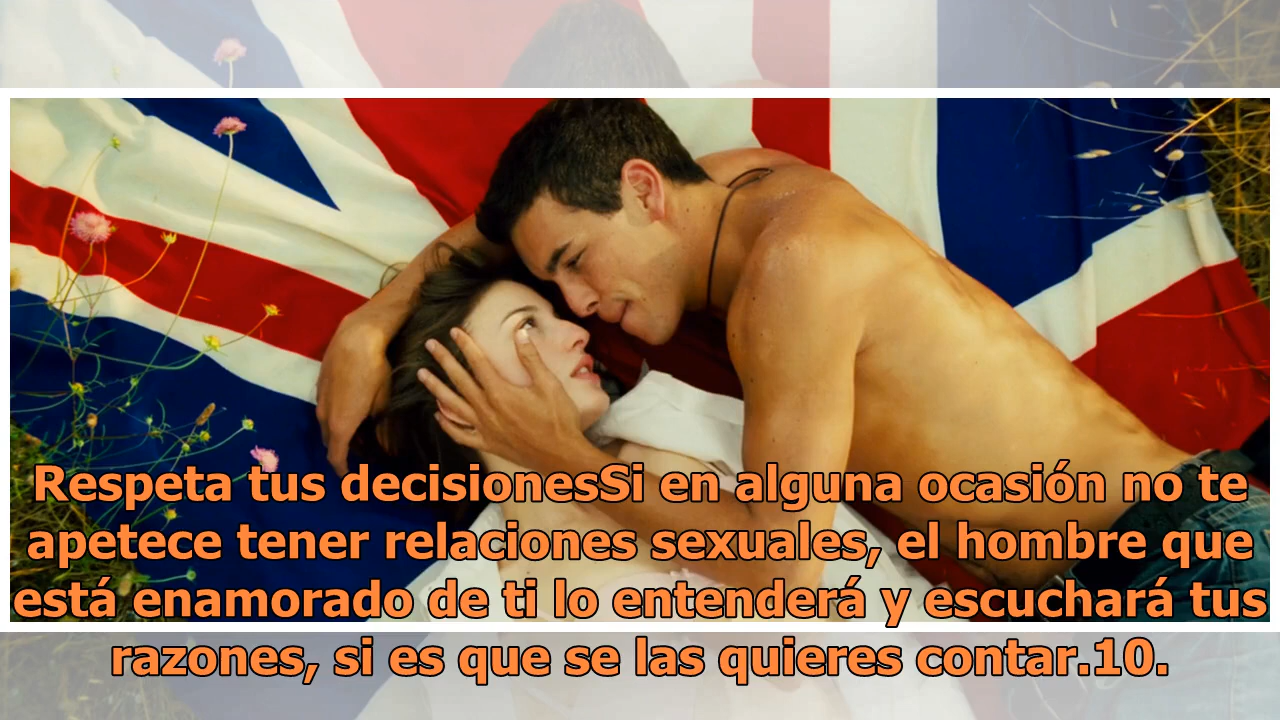 Respeta tus decisionesSi en alguna ocasión no te
apetece tener relaciones sexuales, el hombre que
está enamorado de ti lo entenderá y escuchará tus
razones, si es que se las quieres contar.10.